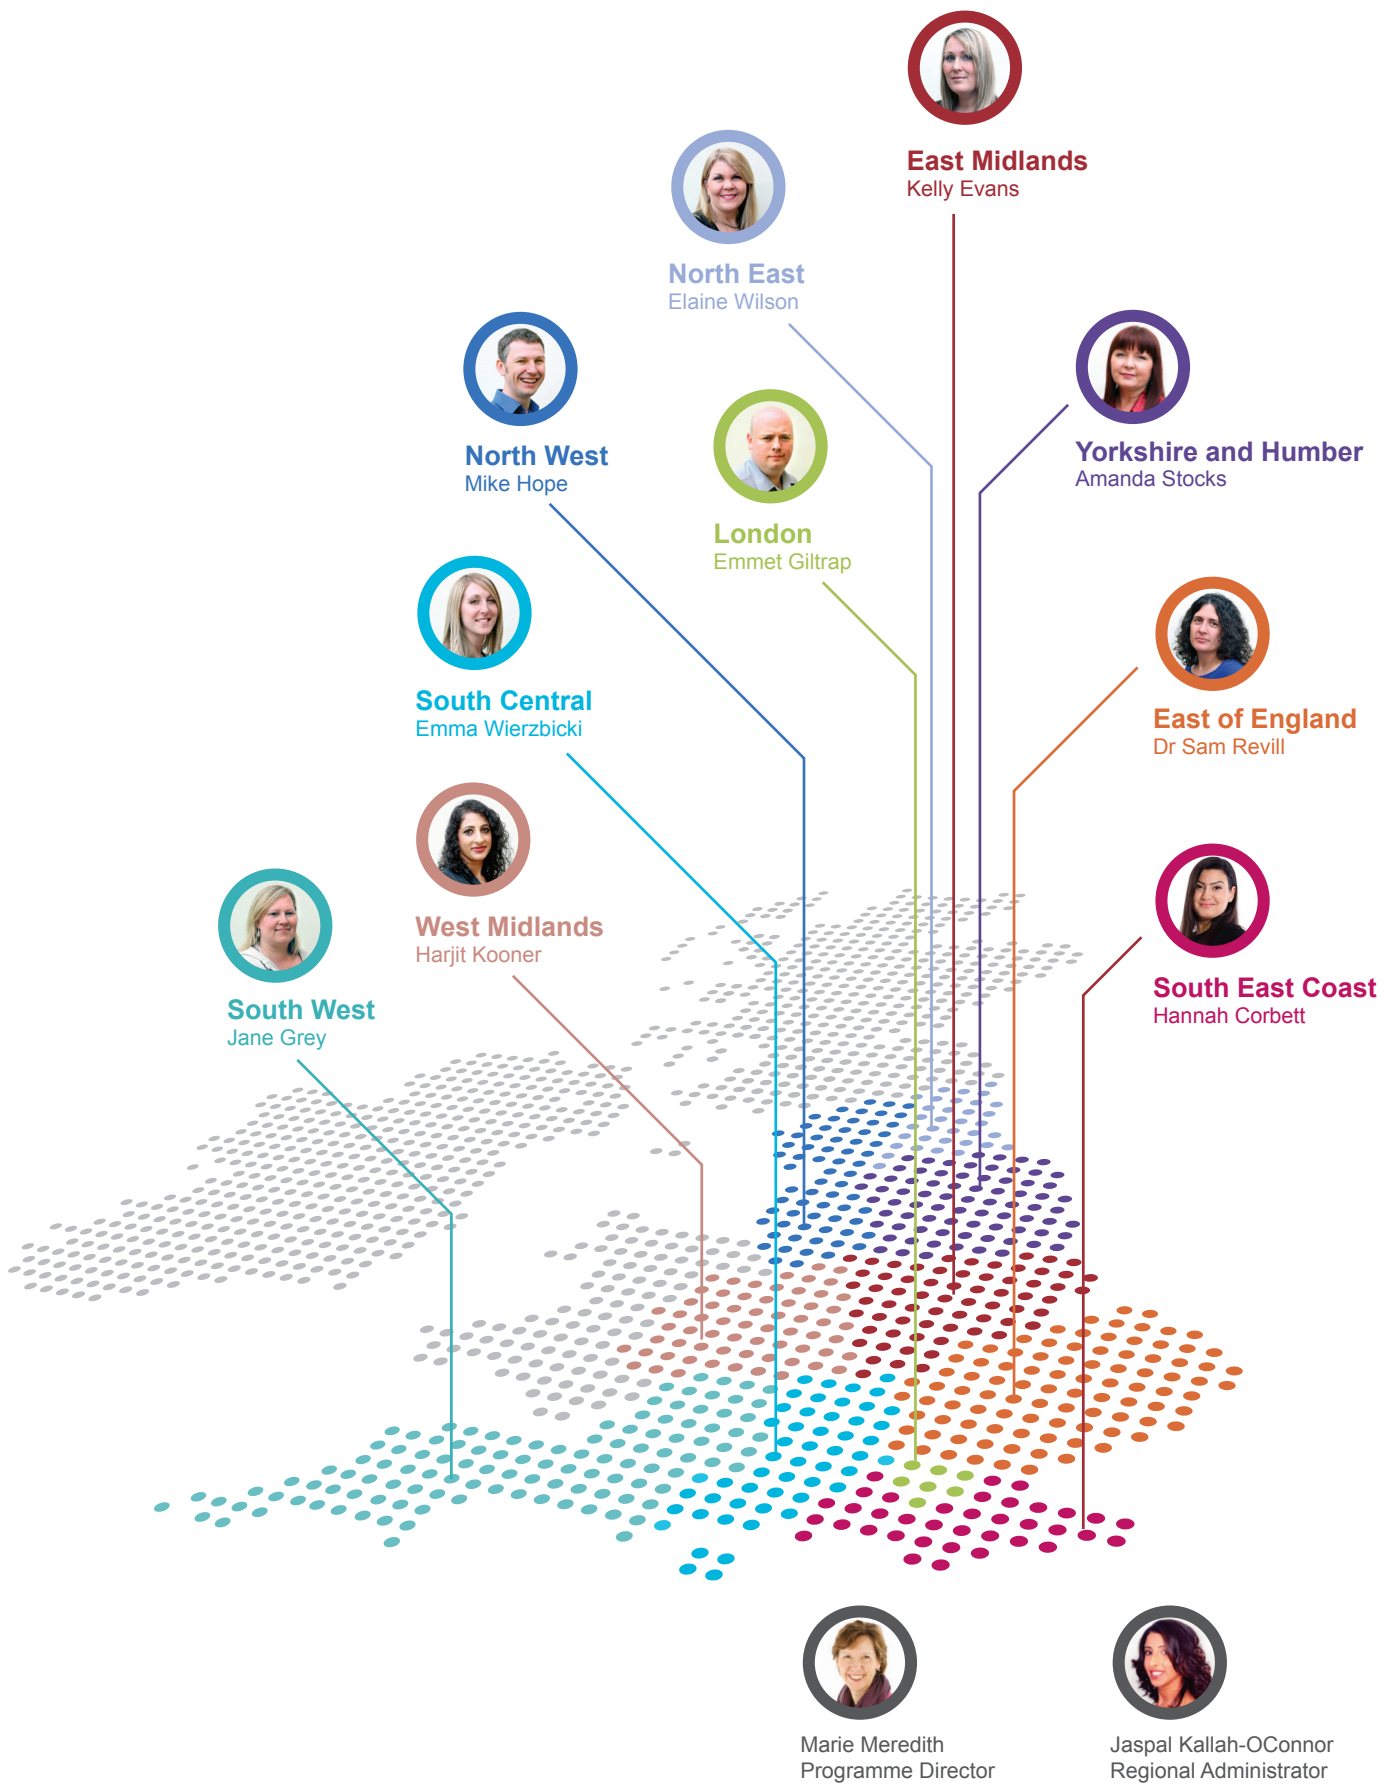 East Midlands
Kelly Evans
North East
Elaine Wilson
North West
Mike Hope
Yorkshire and Humber
Amanda Stocks
London
Emmet Giltrap
South Central
Emma Wierzbicki
East of England
Dr Sam Revill
West Midlands
Harjit Kooner
South West
Jane Grey
South East Coast
Hannah Corbett
Marie Meredith
Programme Director
Jaspal Kallah-OConnor
Regional Administrator